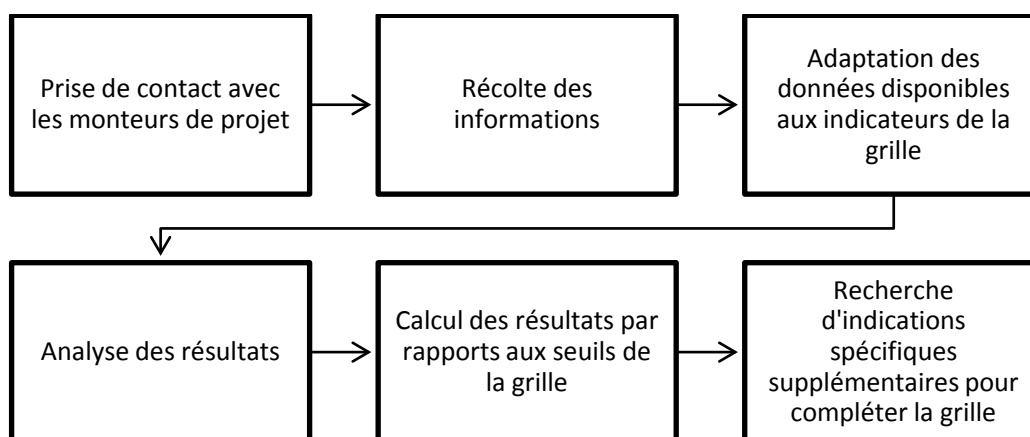 Prise de contact avec
les monteurs de projet
Récolte des
informations
Adaptation des
données disponibles
aux indicateurs de la
grille
Analyse des résultats
Calcul des résultats par
rapports aux seuils de
la grille
Recherche
d'indications
spécifiques
supplémentaires pour
compléter la grille